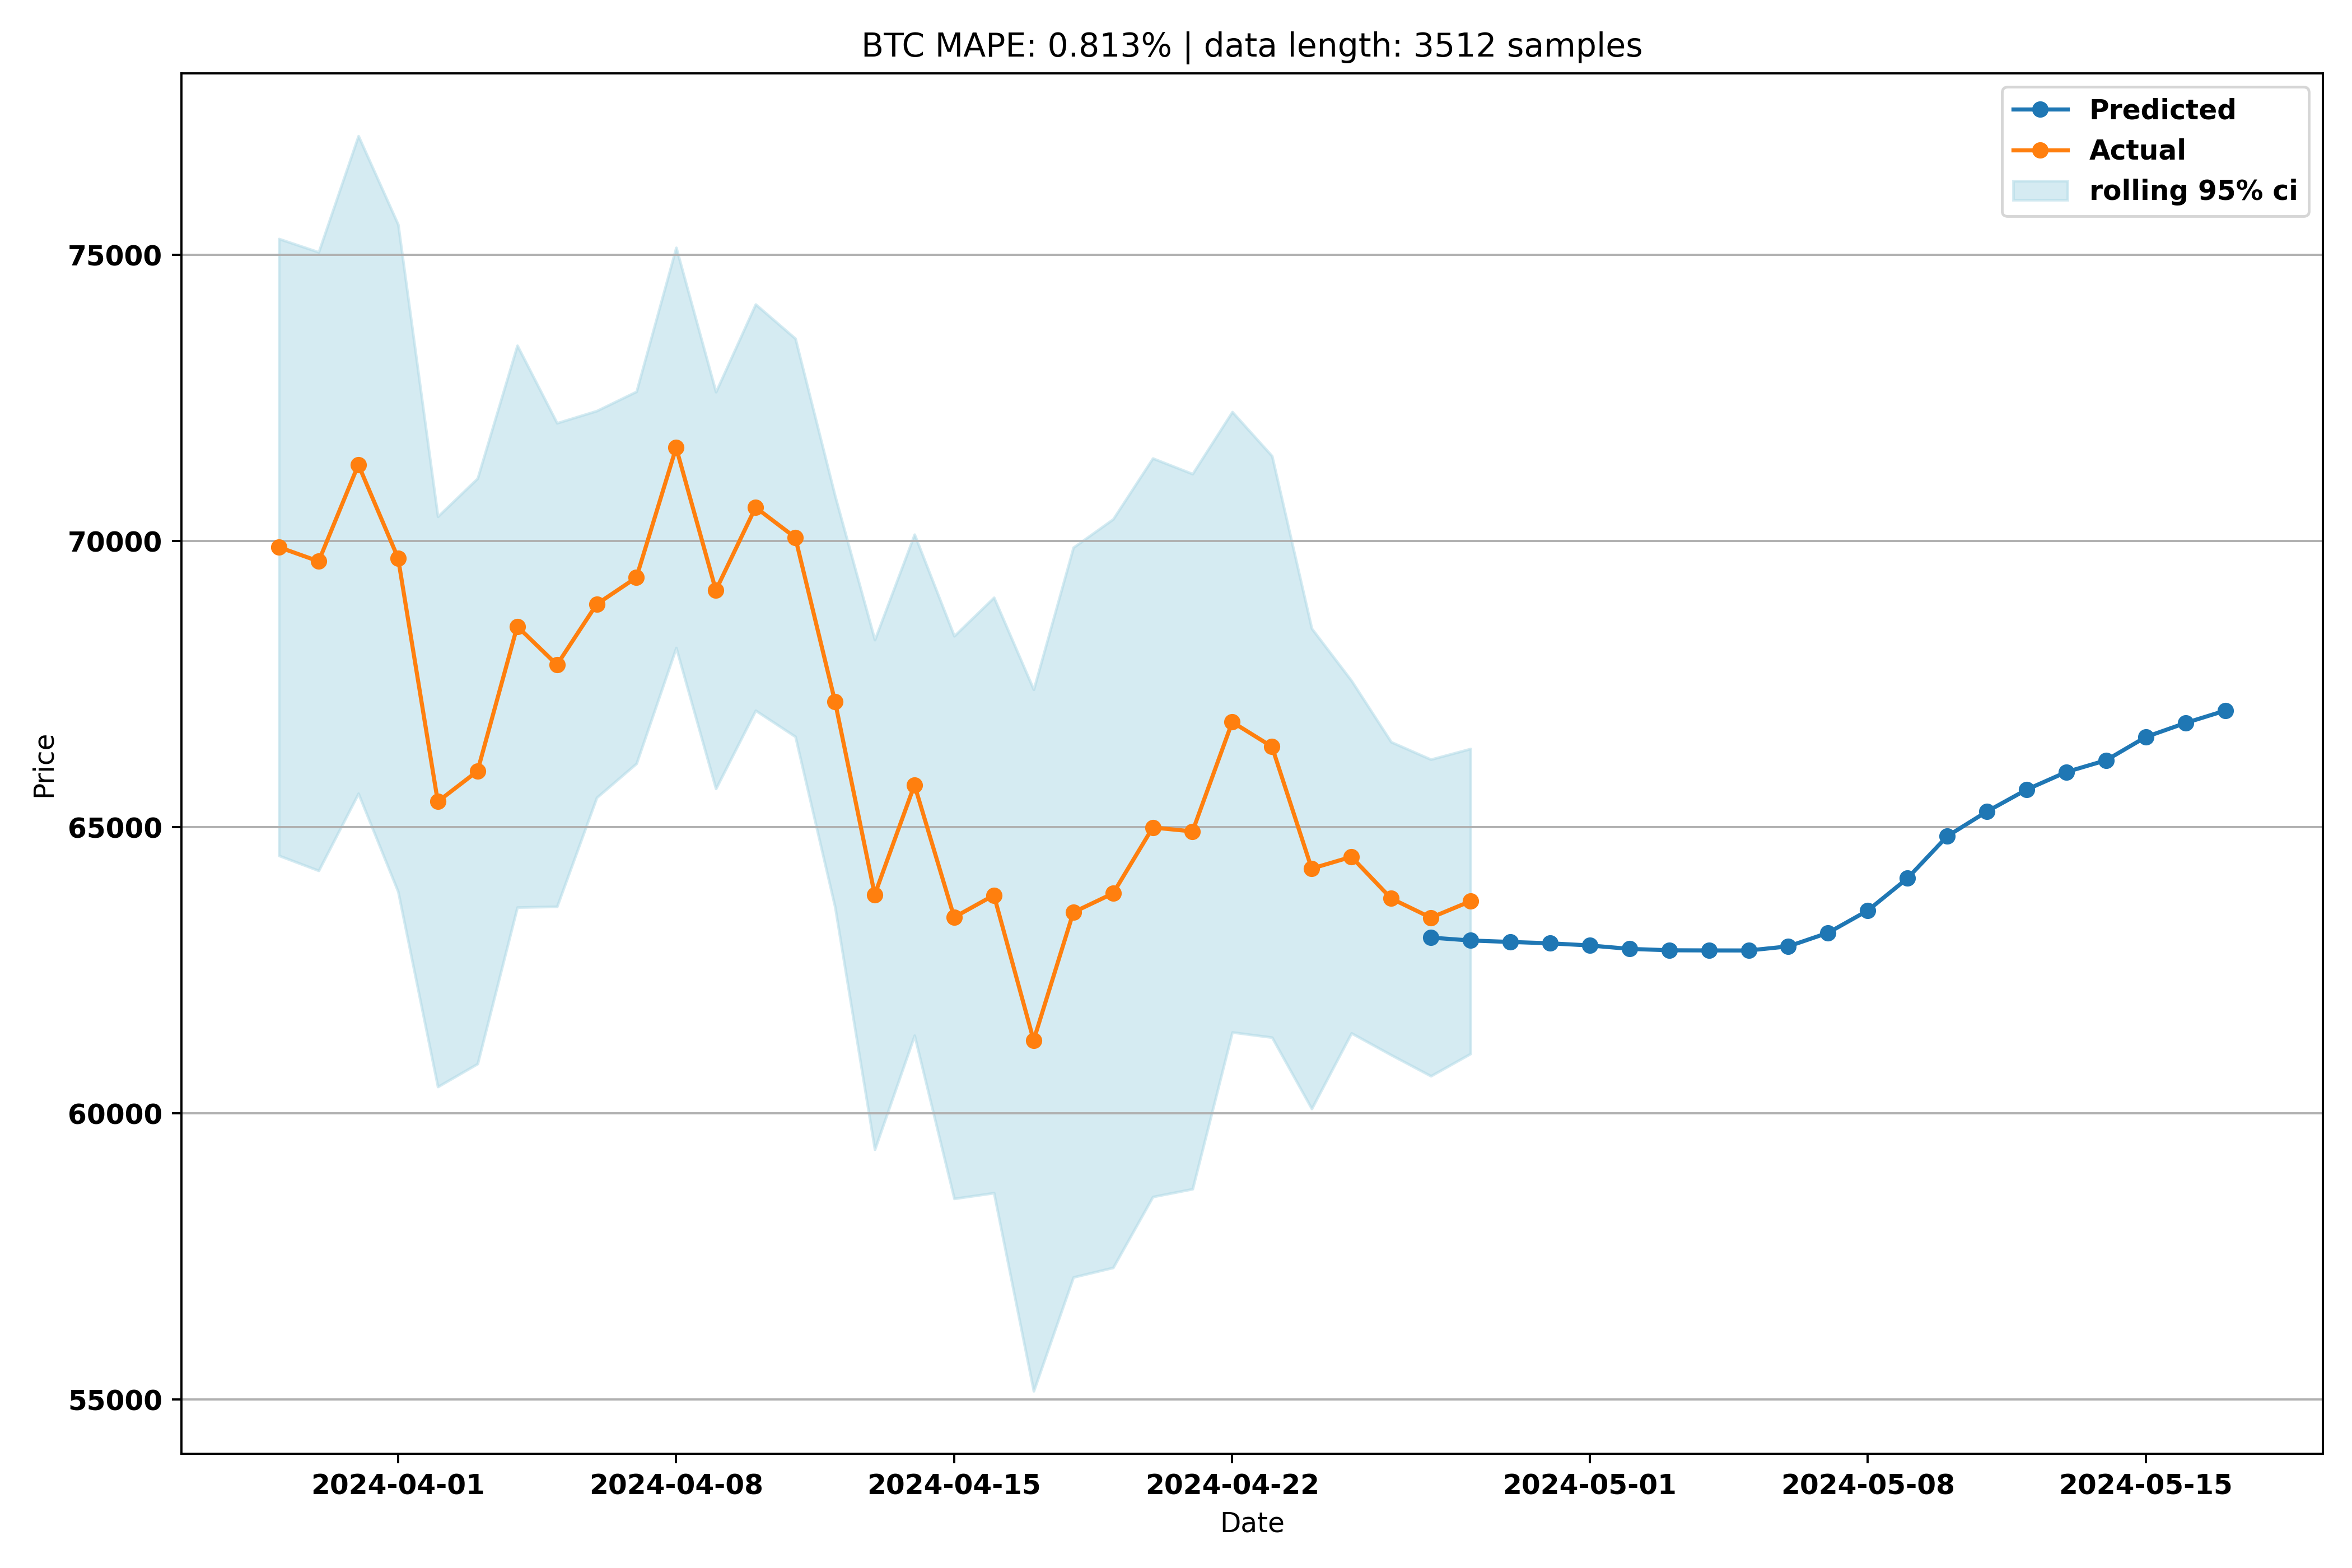 BTC MAPE: 0.813% | data length: 3512 samples
Predicted
Actual
rolling 95% ci
75000
70000
65000
60000
55000
Price
2024-04-01
2024-04-08
2024-04-15
2024-04-22
2024-05-01
2024-05-08
2024-05-15
Date